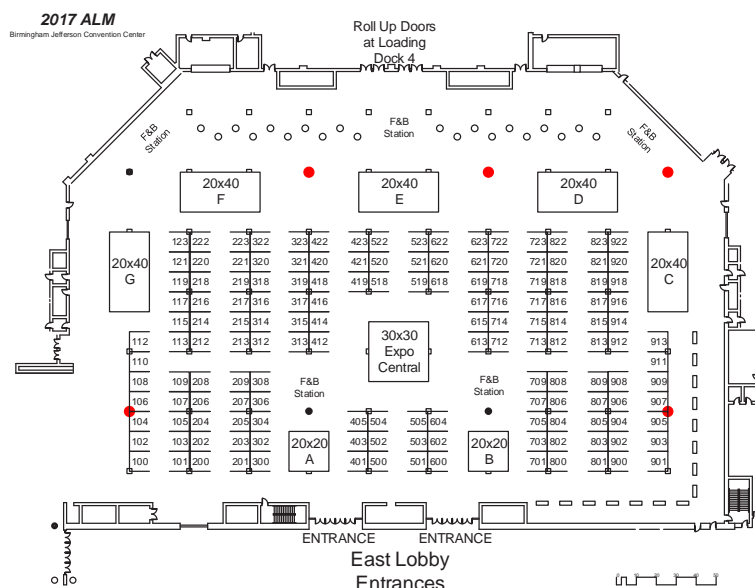 2017 ALM
Birmingham Jefferson Convention Center
Roll Up Doors
at Loading
Dock 4
F&B
Station
F&B
Station
F&B
Station
20x40
F
20x40
E
20x40
D
20x40
G
20x40
C
123 222 223 322 323 422 423 522 523 622 623 722 723 822 823 922
121 220 221 320 321 420 421 520 521 620 621 720 721 820 821 920
119 218 219 318 319 418 419 518 519 618 619 718 719 818 819 918
117 216 217 316 317 416 617 716 717 816 817 916
115 214 215 314 315 414 615 714 715 814 815 914
113 212 213 312 313 412 613 712 713 812 813 912
30x30
Expo
Central
112 913
110 911
108 109 208 209 308 709 808 809 908 909
106 107 206 207 306 707 806 807 906 907
104 105 204 205 304 405 504 505 604 705 804 805 904 905
102 103 202 203 302 403 502 503 602 703 802 803 902 903
100 101 200 201 300 401 500 501 600 701 800 801 900 901
F&B
Station
F&B
Station
20x20
A
20x20
B
ENTRANCE
ENTRANCE
East Lobby
Entrances
0 10 20 30 40 50